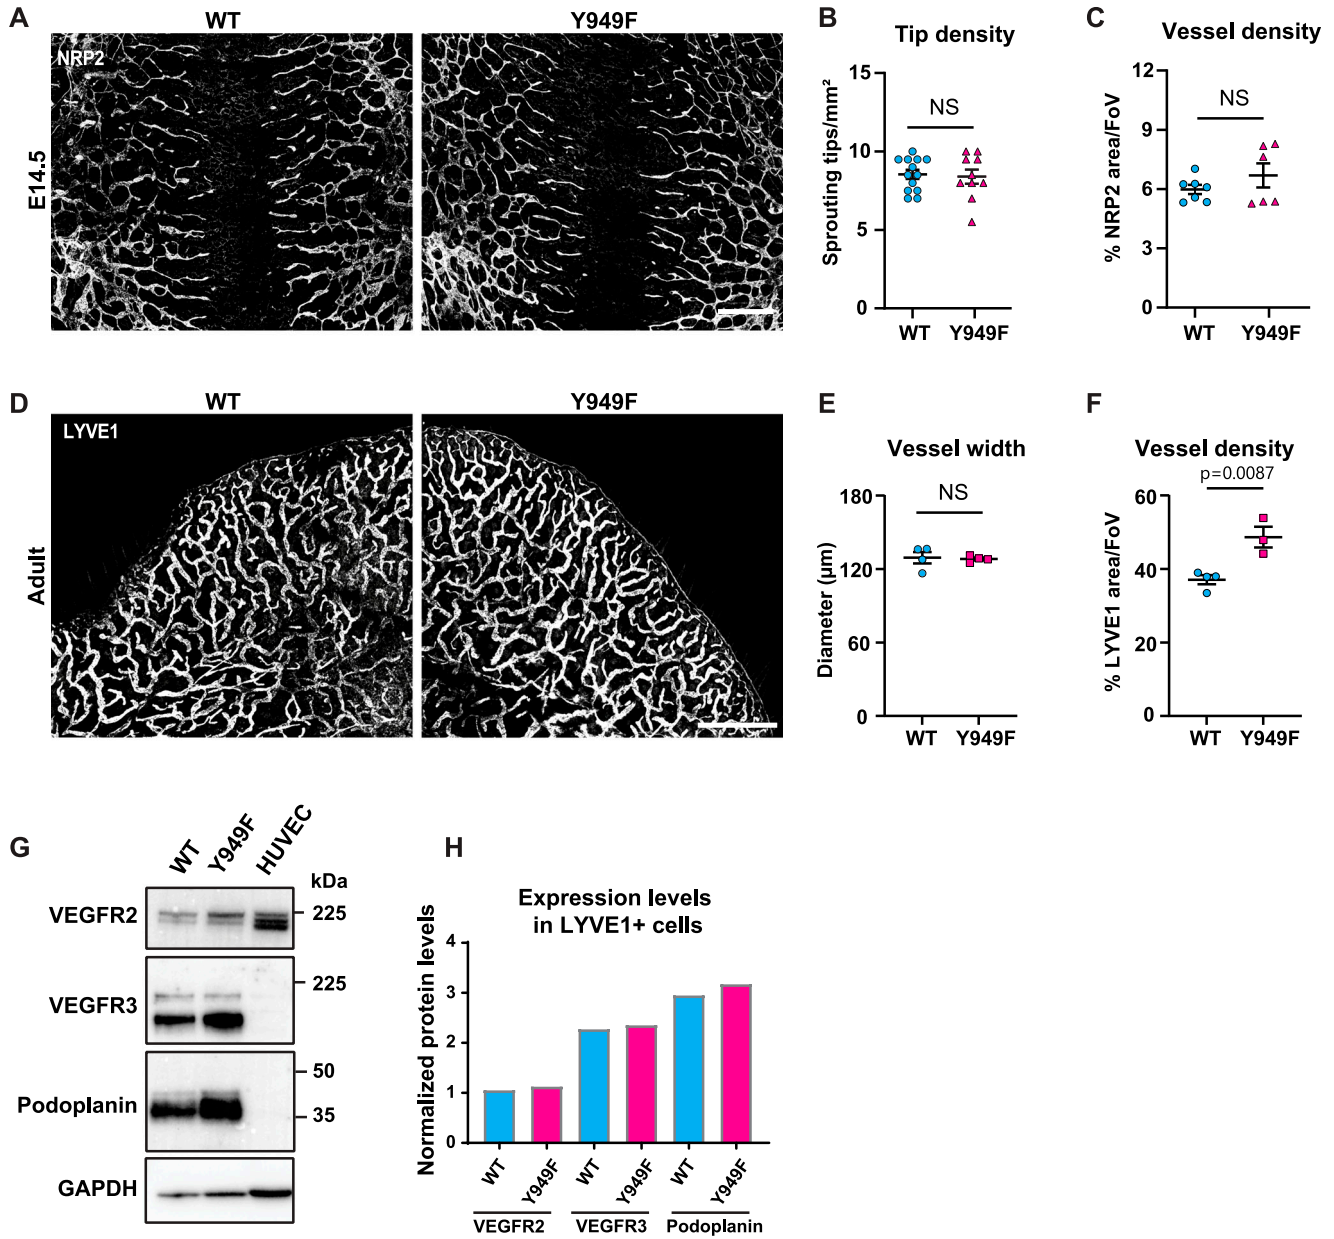 A
WT
Y949F
NRP2
E14.5
B
Tip density
Sprouting tips/mm²
15
10
5
0
NS
WT
Y949F
C
Vessel density
% NRP2 area/FoV
12
9
6
3
0
NS
WT
Y949F
D
WT
Y949F
LYVE1
Adult
E
Vessel width
Diameter (µm)
180
120
60
0
NS
WT
Y949F
F
Vessel density
p=0.0087
% LYVE1 area/FoV
60
40
20
0
WT
Y949F
G
WT
Y949F
HUVEC
kDa
VEGFR2
225
VEGFR3
225
Podoplanin
50
35
GAPDH
H
Expression levels
in LYVE1+ cells
Normalized protein levels
4
3
2
1
0
WT
Y949F
WT
Y949F
WT
Y949F
VEGFR2
VEGFR3
Podoplanin